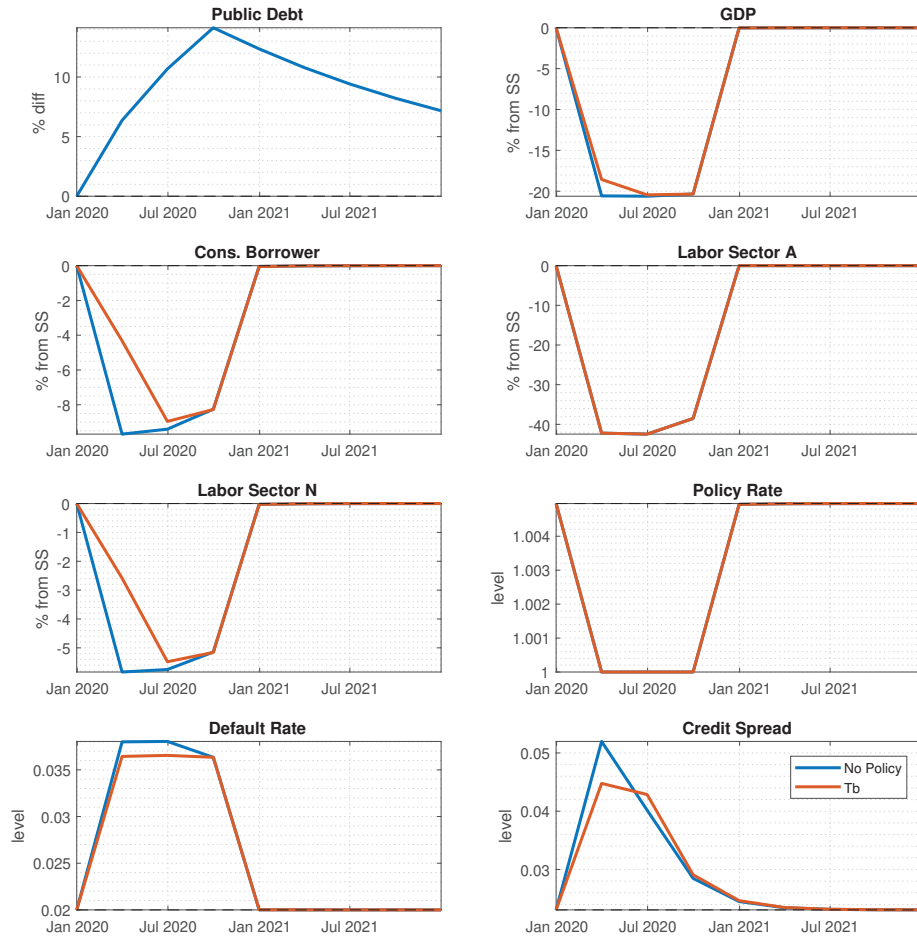 Public Debt
% diff
10
5
0
Jan 2020 Jul 2020 Jan 2021 Jul 2021
GDP
% from SS
0
-5
-10
-15
-20
Jan 2020 Jul 2020 Jan 2021 Jul 2021
Cons. Borrower
% from SS
0
-2
-4
-6
-8
Jan 2020 Jul 2020 Jan 2021 Jul 2021
Labor Sector A
% from SS
0
-10
-20
-30
-40
Jan 2020 Jul 2020 Jan 2021 Jul 2021
Labor Sector N
% from SS
0
-1
-2
-3
-4
-5
Jan 2020 Jul 2020 Jan 2021 Jul 2021
Policy Rate
level
1.004
1.003
1.002
1.001
1
Jan 2020 Jul 2020 Jan 2021 Jul 2021
Default Rate
level
0.035
0.03
0.025
0.02
Jan 2020 Jul 2020 Jan 2021 Jul 2021
Credit Spread
level
0.05
0.04
0.03
Jan 2020 Jul 2020 Jan 2021 Jul 2021
No Policy
Tb